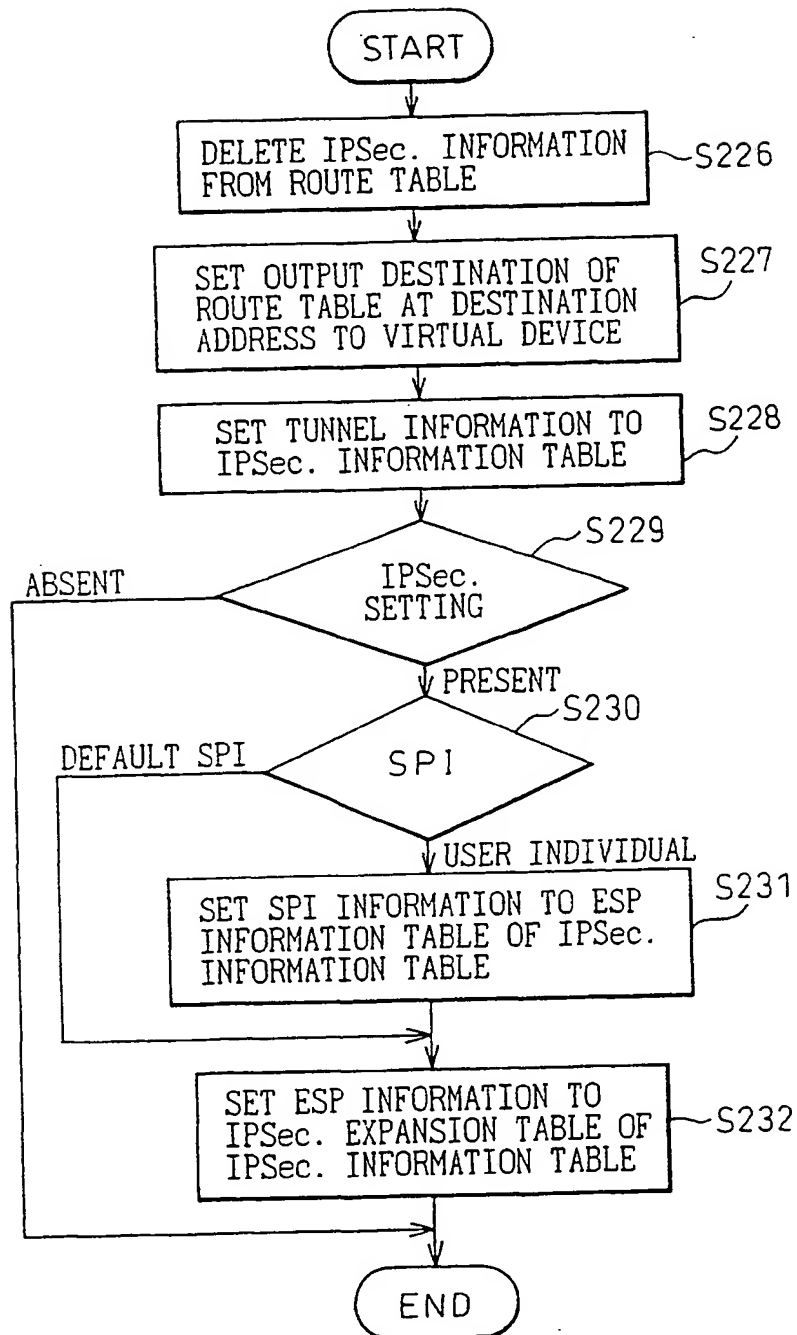 START
DELETE IPSec. INFORMATION
FROM ROUTE TABLE
S226
SET OUTPUT DESTINATION OF
ROUTE TABLE AT DESTINATION
ADDRESS TO VIRTUAL DEVICE
S227
SET TUNNEL INFORMATION TO
IPSec. INFORMATION TABLE
S228
S229
ABSENT
IPSec.
SETTING
PRESENT
S230
DEFAULT SPI
SPI
USER INDIVIDUAL
SET SPI INFORMATION TO ESP
INFORMATION TABLE OF IPSec.
INFORMATION TABLE
S231
SET ESP INFORMATION TO
IPSec. EXPANSION TABLE OF
IPSec. INFORMATION TABLE
S232
END